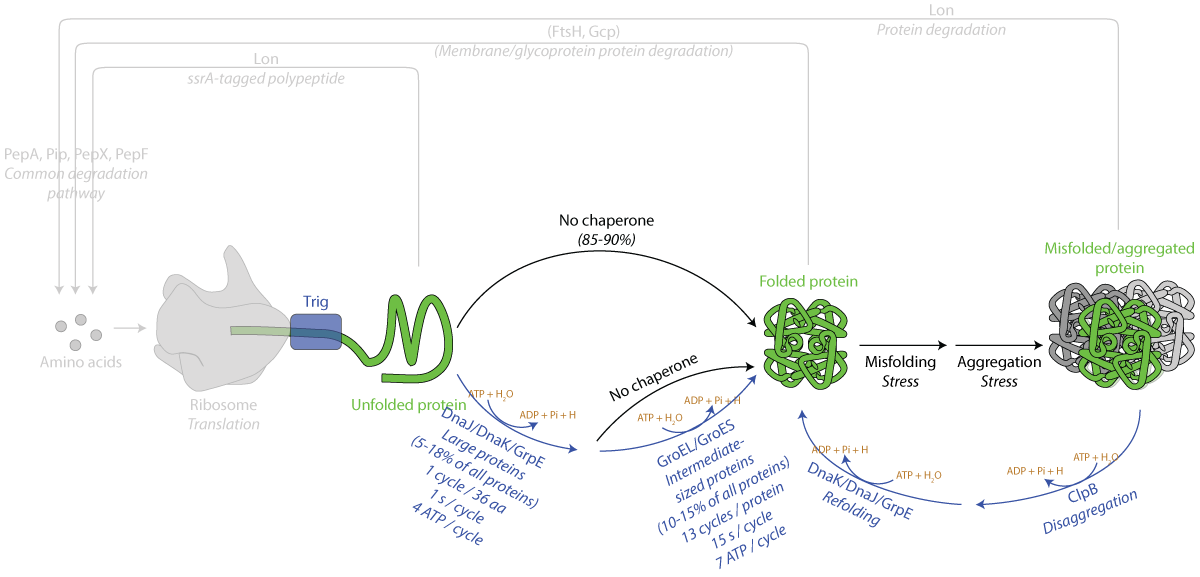 Lon
Protein degradation
(FtsH, Gcp)
(Membrane/glycoprotein protein degradation)
Lon
ssrA-tagged polypeptide
PepA, Pip, PepX, PepF
Common degradation
pathway
No chaperone
(85-90%)
Misfolded/aggregated
protein
Folded protein
Trig
Amino acids
Ribosome
Translation
Unfolded protein
No chaperone
Misfolding
Stress
Aggregation
Stress
ATP + H2O
ADP + Pi + H
DnaJ/DnaK/GrpE
Large proteins
(5-18% of all proteins)
1 cycle / 36 aa
1 s / cycle
4 ATP / cycle
ATP + H2O
ADP + Pi + H
GroEL/GroES
Intermediate-
sized proteins
(10-15% of all proteins)
13 cycles / protein
15 s / cycle
7 ATP / cycle
ADP + Pi + H
ATP + H2O
DnaK/DnaJ/GrpE
Refolding
ADP + Pi + H
ATP + H2O
ClpB
Disaggregation